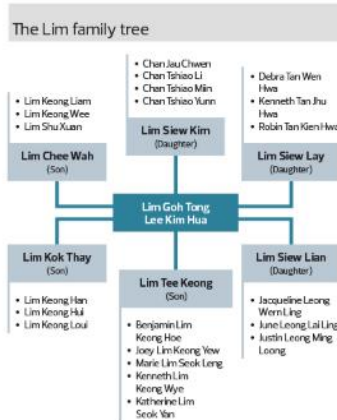 The Lim family tree
• Chan Jau Chwen
• Chan Tshiao Li
• Chan Tshiao Miin
• Chan Tshiao Yunn
• Debra Tan Wen
Hwa
• Kenneth Tan Jhu
Hwa
• Robin Tan Kien Hwa
• Lim Keong Liam
• Lim Keong Wee
• Lim Shu Xuan
Lim Siew Kim
(Daughter)
Lim Chee Wah
(Son)
Lim Siew Lay
(Daughter)
Lim Goh Tong
Lee Kim Hua
Lim Kok Thay
(Son)
Lim Siew Lian
(Daughter)
Lim Tee Keong
(Son)
• Lim Keong Han
• Lim Keong Hui
• Lim Keong Loui
• Jacqueline Leong
Wern Ling
• June Leong Lai Ling
• Justin Leong Ming
Loong
• Benjamin Lim
Keong Hoe
• Joey Lim Keong Yew
• Marie Lim Seok Leng
• Kenneth Lim
Keong Wye
• Katherine Lim
Seok Yan